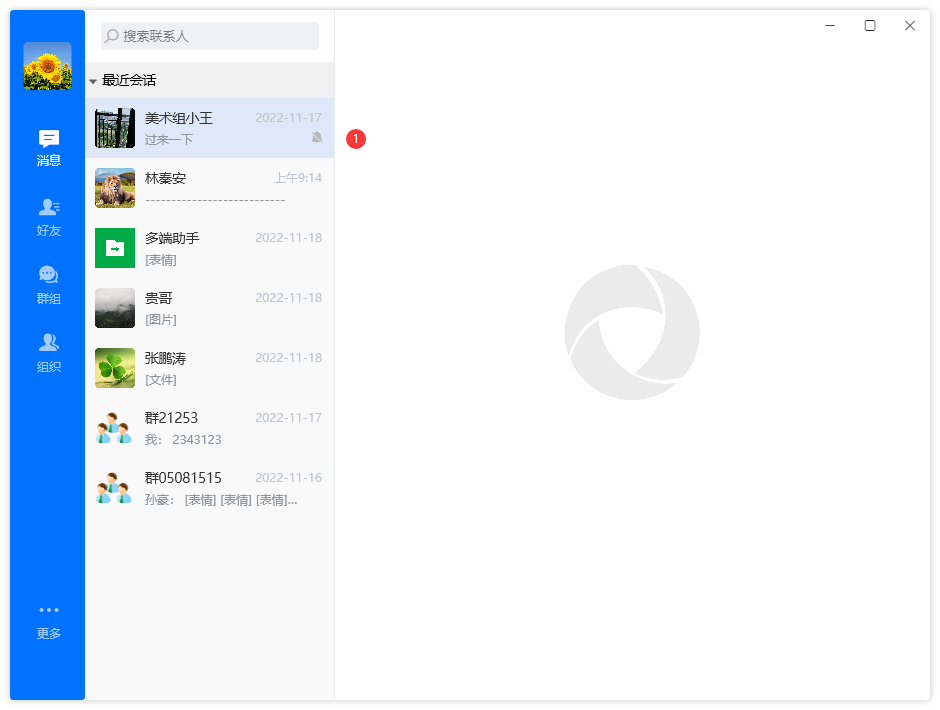 搜索联系人
最近会话
美术组小王 2022-11-17
过来一下
1
消息
林秦安 上午9:14
---------------------------
好友
多端助手 2022-11-18
[表情]
群组
贵哥 2022-11-18
[图片]
张鹏涛 2022-11-18
组织
[文件]
群21253 2022-11-17
我： 2343123
群05081515 2022-11-16
孙豪： [表情] [表情] [表情]...
更多